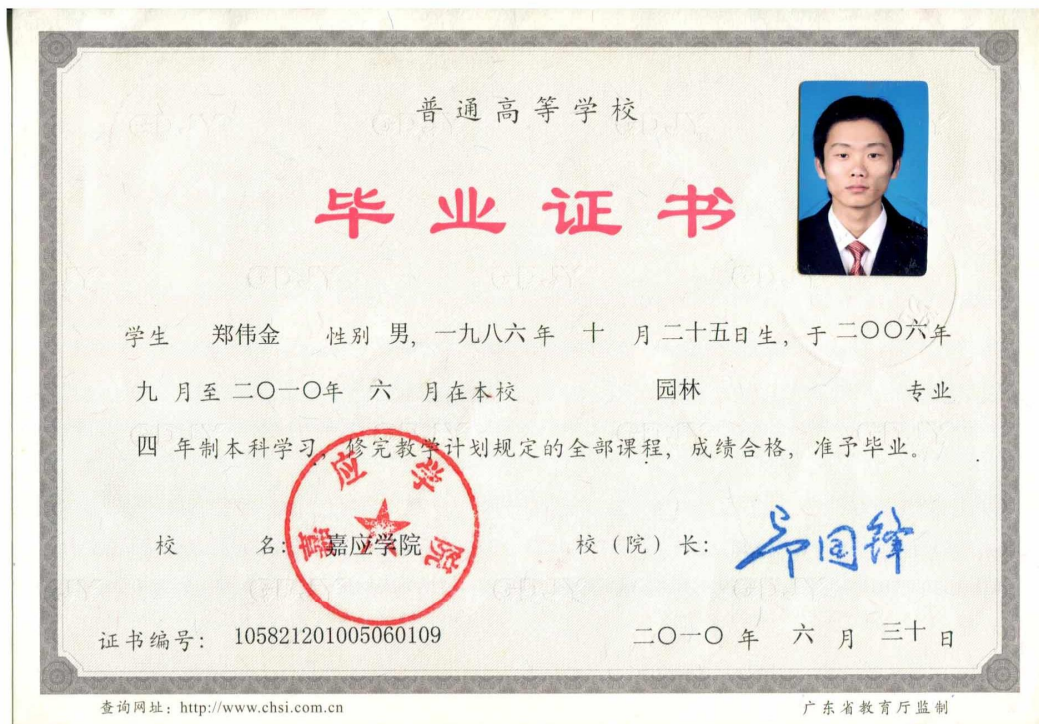 普通高等学校
毕业证书
学生 郑伟金 性别 男，一九八六年 十 月二十五日生，于二〇〇六年
九 月至二〇一〇年 六 月在本校 园林 专业
四 年制本科学习，修完教学计划规定的全部课程，成绩合格，准予毕业。
嘉应学院
校 名：嘉应学院 校（院）长：
证书编号：105821201005060109 二〇一〇年 六 月 三十 日
查询网址：http://www.chsi.com.cn 广东省教育厅监制